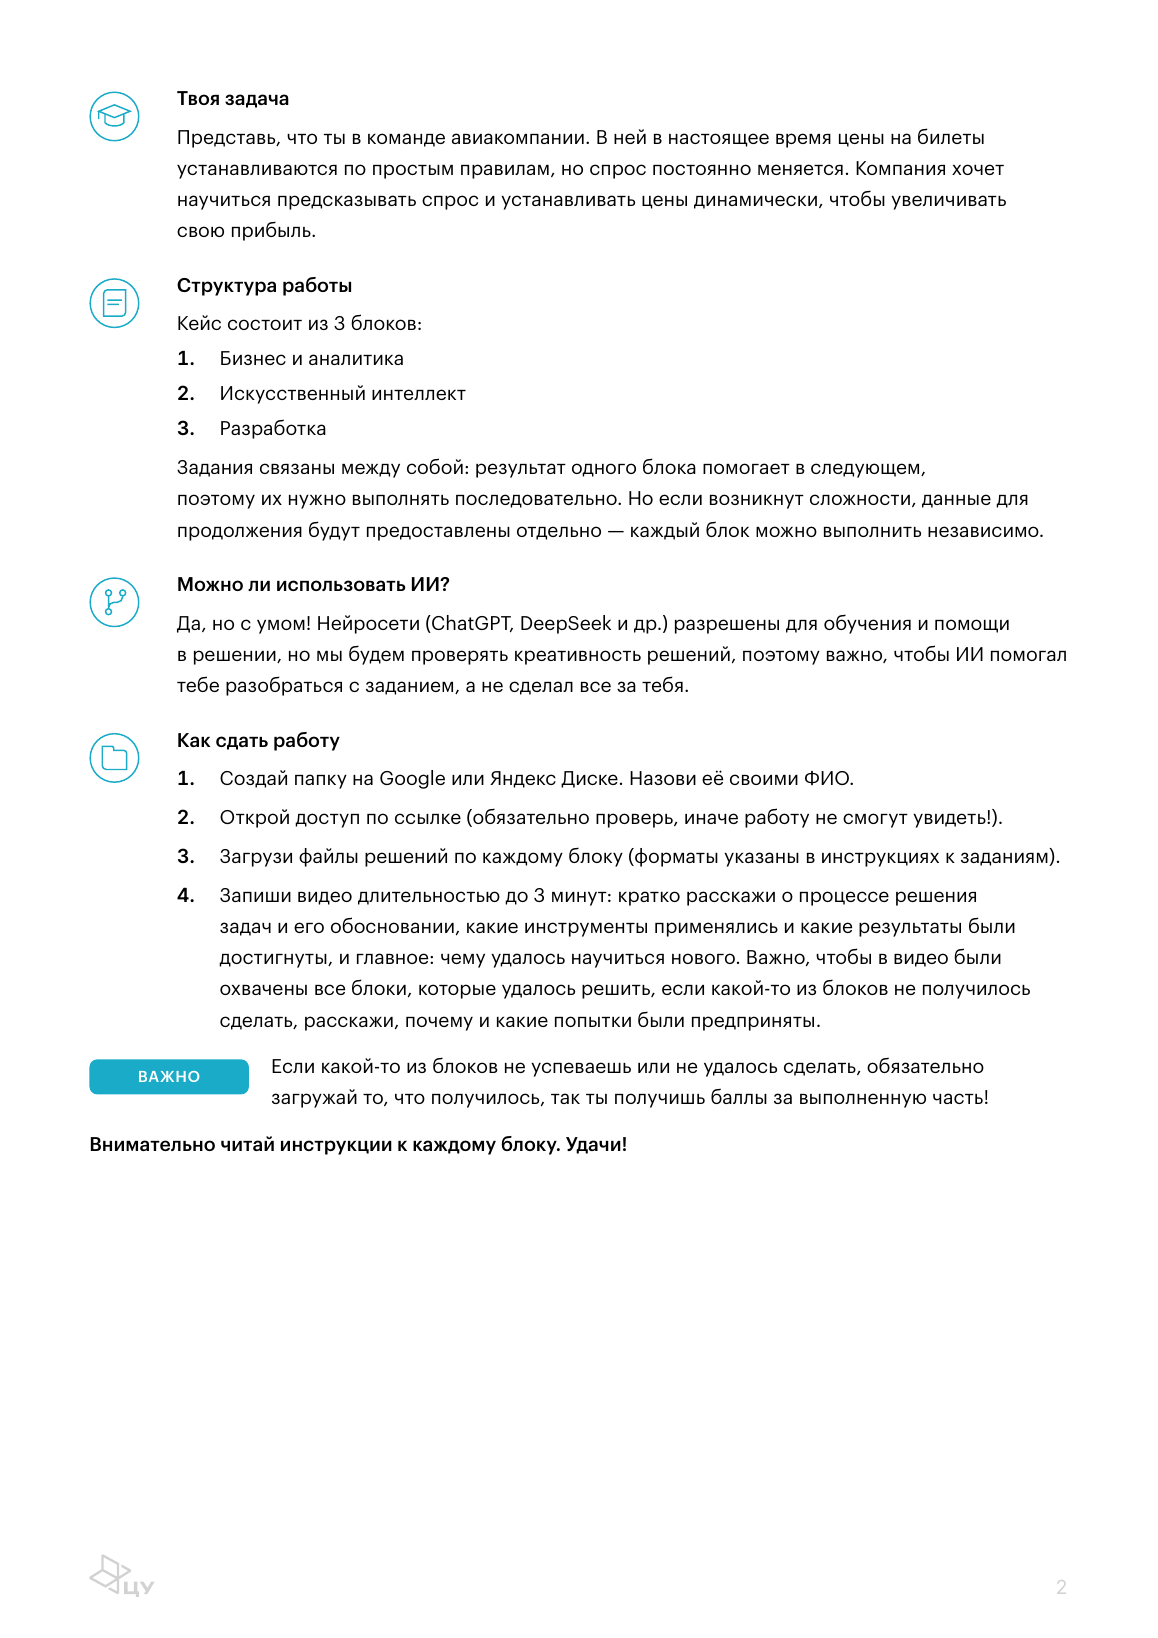 Твоя задача
Представь, что ты в команде авиакомпании. В ней в настоящее время цены на билеты
устанавливаются по простым правилам, но спрос постоянно меняется. Компания хочет
научиться предсказывать спрос и устанавливать цены динамически, чтобы увеличивать
свою прибыль.
Структура работы
Кейс состоит из 3 блоков:
1. Бизнес и аналитика
2. Искусственный интеллект
3. Разработка
Задания связаны между собой: результат одного блока помогает в следующем,
поэтому их нужно выполнять последовательно. Но если возникнут сложности, данные для
продолжения будут предоставлены отдельно — каждый блок можно выполнить независимо.
Можно ли использовать ИИ?
Да, но с умом! Нейросети (ChatGPT, DeepSeek и др.) разрешены для обучения и помощи
в решении, но мы будем проверять креативность решений, поэтому важно, чтобы ИИ помогал
тебе разобраться с заданием, а не сделал все за тебя.
Как сдать работу
1. Создай папку на Google или Яндекс Диске. Назови её своими ФИО.
2. Открой доступ по ссылке (обязательно проверь, иначе работу не смогут увидеть!).
3. Загрузи файлы решений по каждому блоку (форматы указаны в инструкциях к заданиям).
4. Запиши видео длительностью до 3 минут: кратко расскажи о процессе решения
задач и его обосновании, какие инструменты применялись и какие результаты были
достигнуты, и главное: чему удалось научиться нового. Важно, чтобы в видео были
охвачены все блоки, которые удалось решить, если какой-то из блоков не получилось
сделать, расскажи, почему и какие попытки были предприняты.
ВАЖНО
Если какой-то из блоков не успеваешь или не удалось сделать, обязательно
загружай то, что получилось, так ты получишь баллы за выполненную часть!
Внимательно читай инструкции к каждому блоку. Удачи!
ЦУ
2